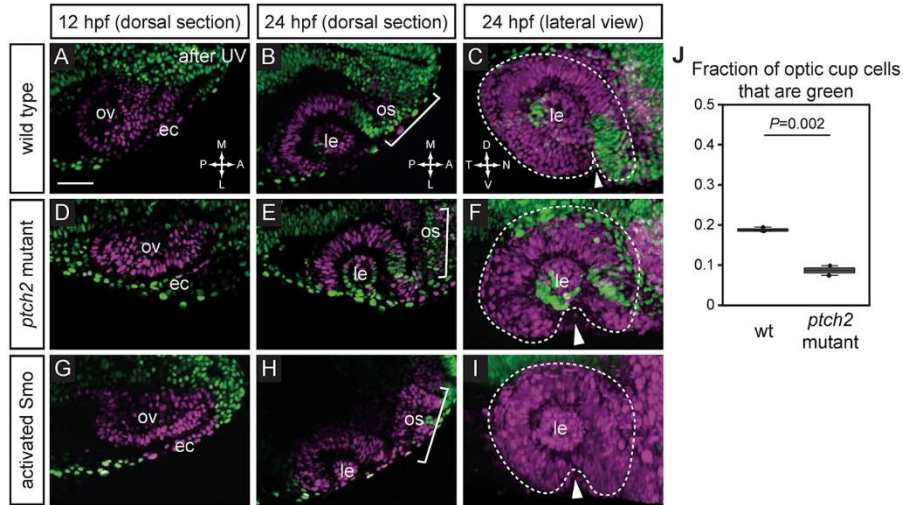 12 hpf (dorsal section)
24 hpf (dorsal section)
24 hpf (lateral view)
wild type
A
after UV
ov
ec
M
P
A
L
B
os
le
M
P
A
L
C
le
D
T
N
V
ptch2 mutant
D
ov
ec
E
os
le
F
le
activated Smo
G
ov
ec
H
os
le
I
le
J
Fraction of optic cup cells
that are green
0.5
P=0.002
0.4
0.3
0.2
0.1
0
wt
ptch2
mutant